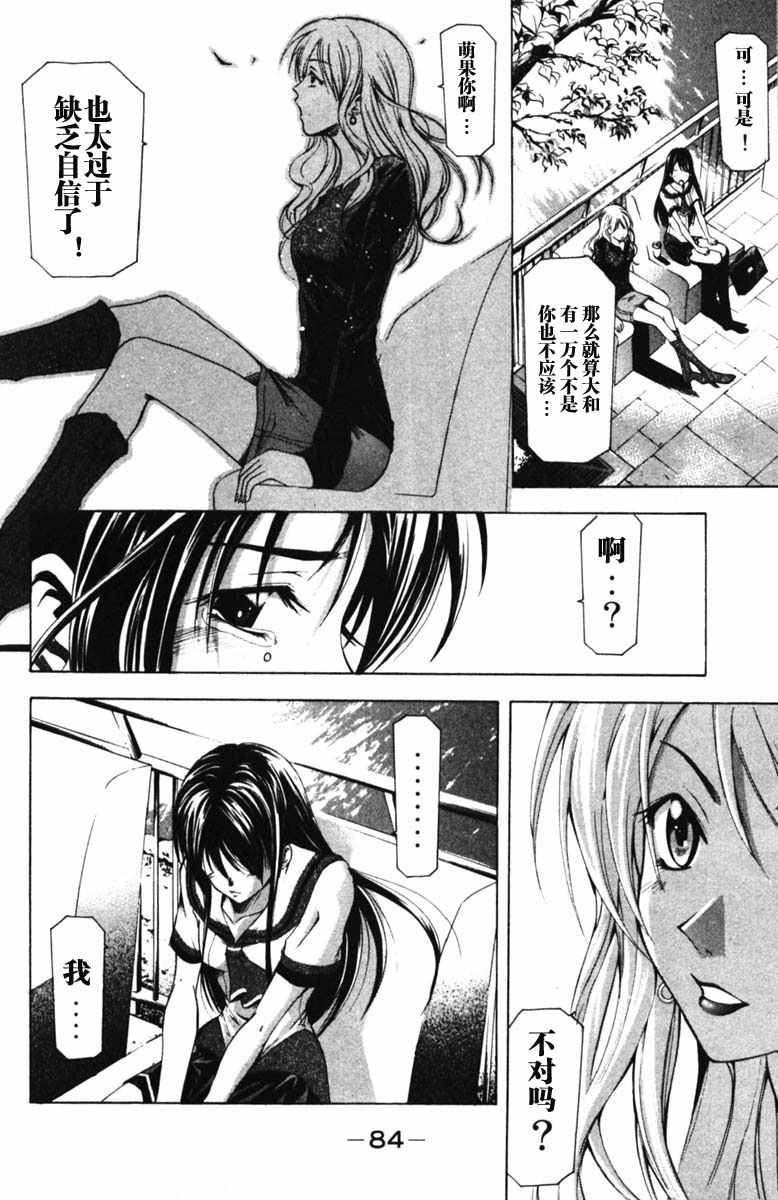 可…可是！
那么就算大和
有一万个不是
你也不应该…
萌果你啊…
也太过于
缺乏自信了！
啊…？
不对吗？
………
我…
—84—